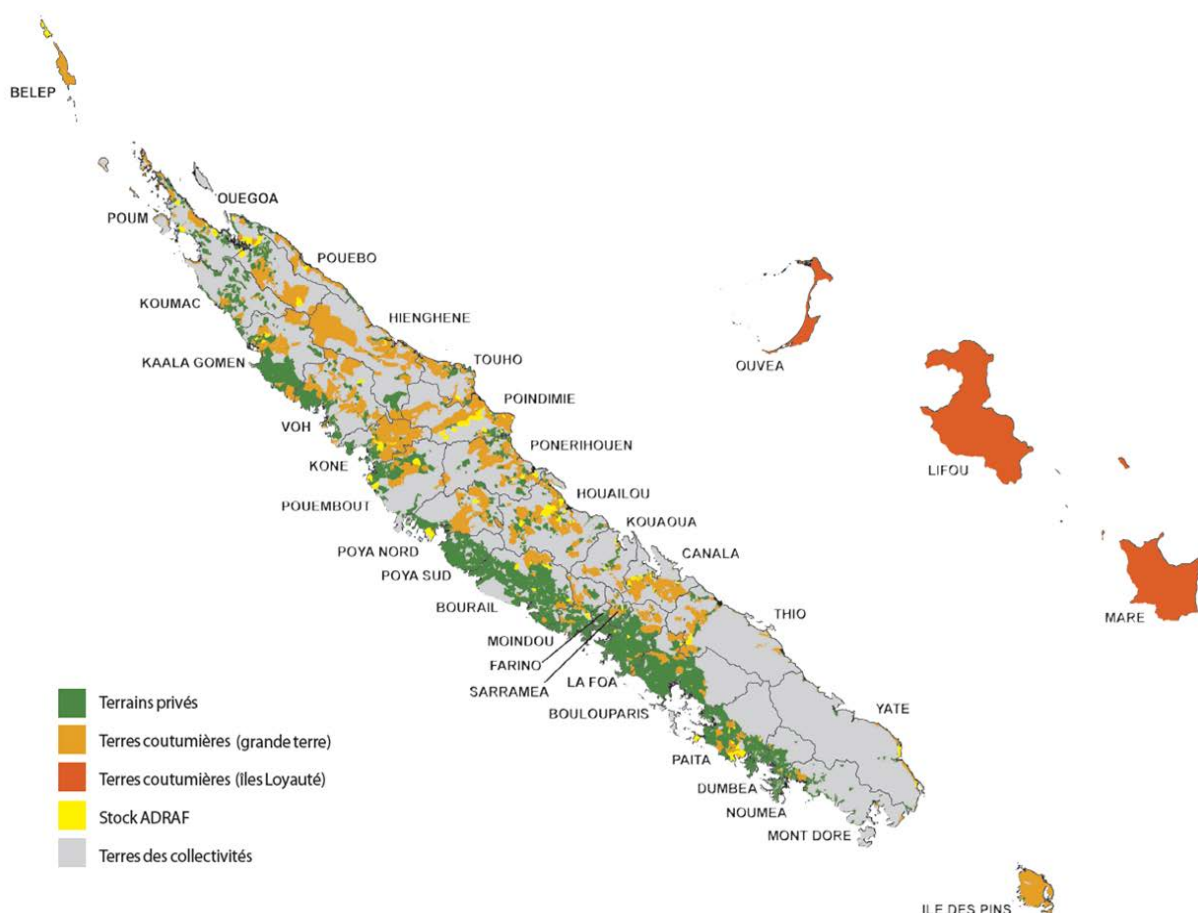 BELEP
OUEGOA
POUM
POUEBO
KOUMAC
HIENGHENE
KAALA GOMEN
TOUHO
OUVEA
POINDIMIE
VOH
PONERIHOUEN
LIFOU
KONE
HOUAILOU
POUEMBOUT
KOUAOUA
POYA NORD
CANALA
POYA SUD
BOURAIL
THIO
MARE
MOINDOU
FARINO
SARRAMEA
LA FOA
BOULOUPARIS
YATE
PAITA
DUMBEA
NOUMEA
MONT DORE
ILE DES PINS
Terrains privés
Terres coutumières (grande terre)
Terres coutumières (îles Loyauté)
Stock ADRAF
Terres des collectivités